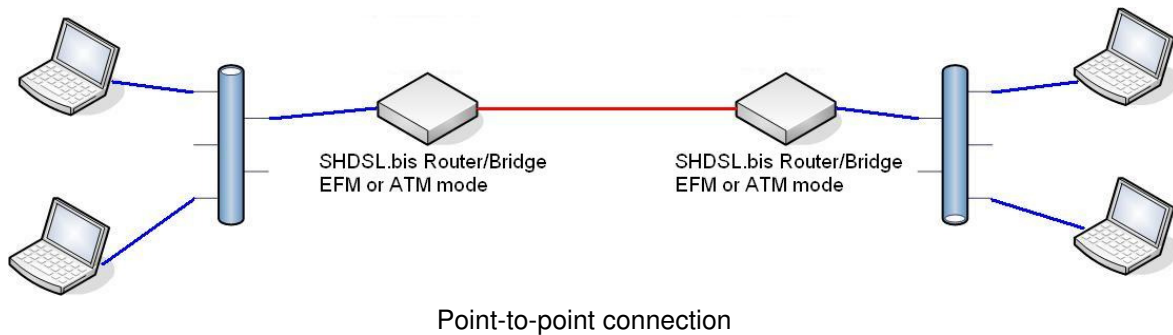 SHDSL.bis Router/Bridge
EFM or ATM mode
SHDSL.bis Router/Bridge
EFM or ATM mode
Point-to-point connection